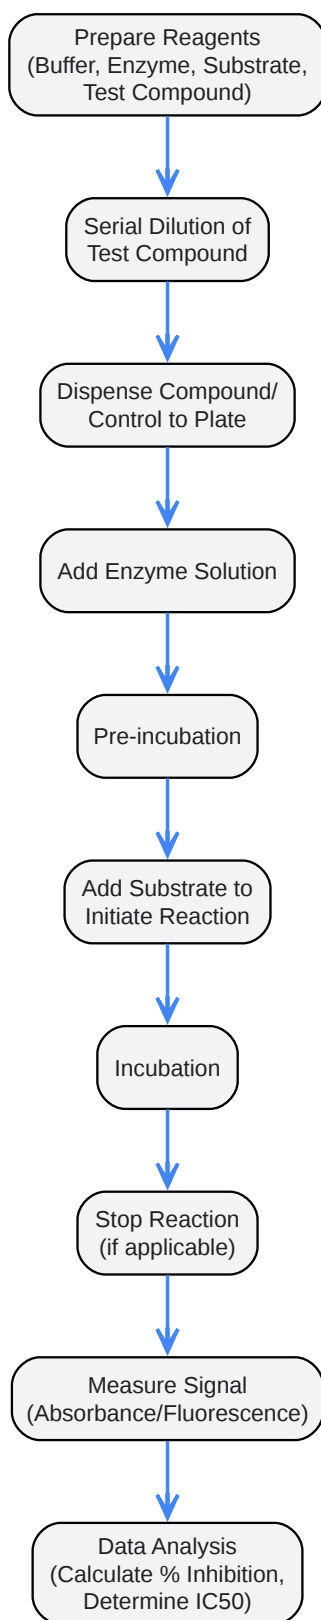 Prepare Reagents
(Buffer, Enzyme, Substrate,
Test Compound)
Serial Dilution of
Test Compound
Dispense Compound/
Control to Plate
Add Enzyme Solution
Pre-incubation
Add Substrate to
Initiate Reaction
Incubation
Stop Reaction
(if applicable)
Measure Signal
(Absorbance/Fluorescence)
Data Analysis
(Calculate % Inhibition,
Determine IC50)